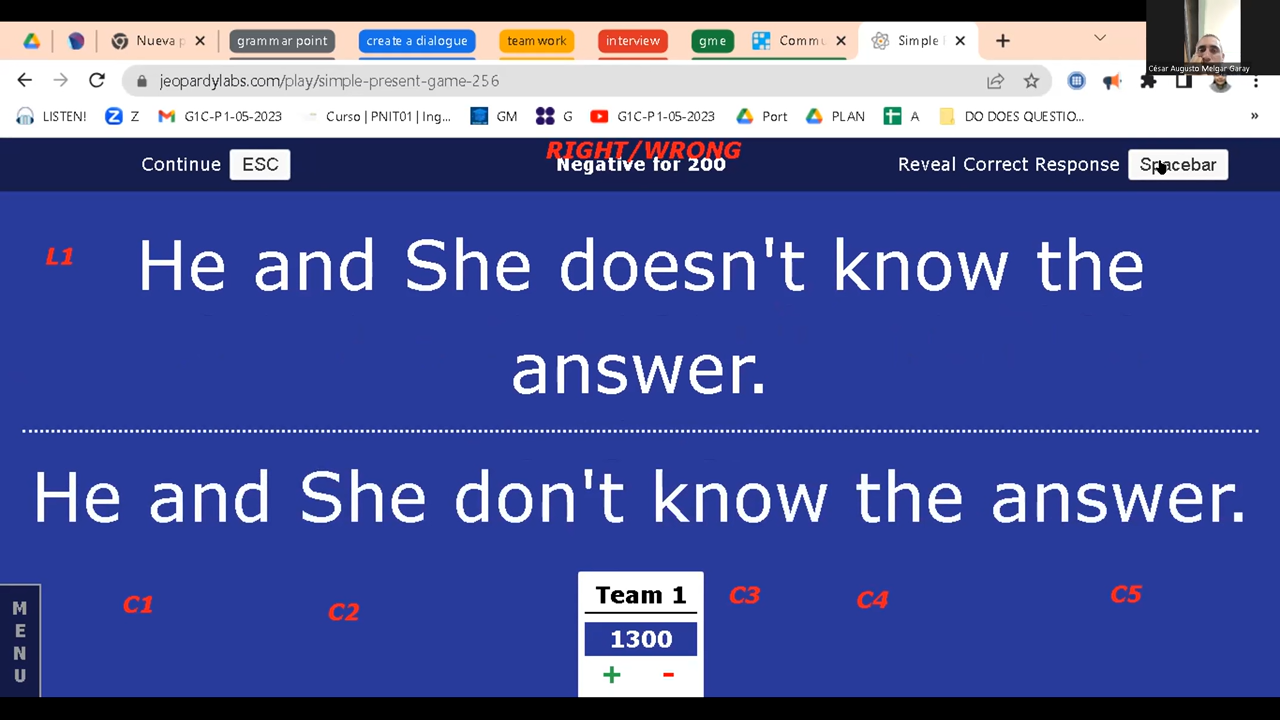 Nueva p
grammar point
create a dialogue
teamwork
interview
gme
Commu
Simple
César Augusto Melgar Garay
jeopardylabs.com/play/simple-present-game-256
LISTEN!
Z
G1C-P1-05-2023
Curso | PNIT01 | Ing...
GM
G
G1C-P1-05-2023
Port
PLAN
A
DO DOES QUESTIO...
»
RIGHT/WRONG
Continue ESC
Negative for 200
Reveal Correct Response Spacebar
L1
He and She doesn't know the
answer.
He and She don't know the answer.
C1
C2
Team 1
C3
C4
C5
1300
+ -
MENU